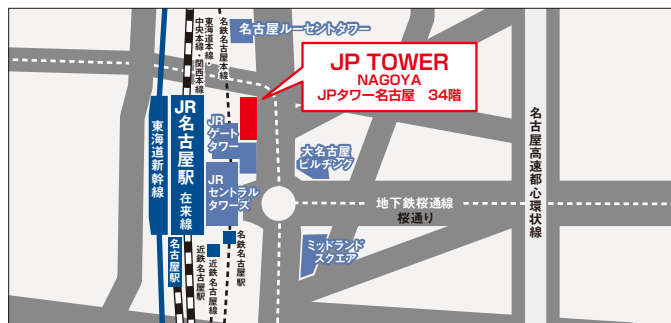 名古屋ルーセントタワー
東海道本線・
中央本線・関西本線
名鉄名古屋本線
JP TOWER
NAGOYA
JPタワー名古屋 34階
東海道新幹線
JR名古屋駅 在来線
JR
ゲート
タワー
大名古屋
ビルヂング
JR
セントラル
タワーズ
地下鉄桜通線
桜通り
名古屋高速都心環状線
ミッドランド
スクエア
名古屋駅
近鉄名古屋駅
近鉄名古屋線
名鉄名古屋駅